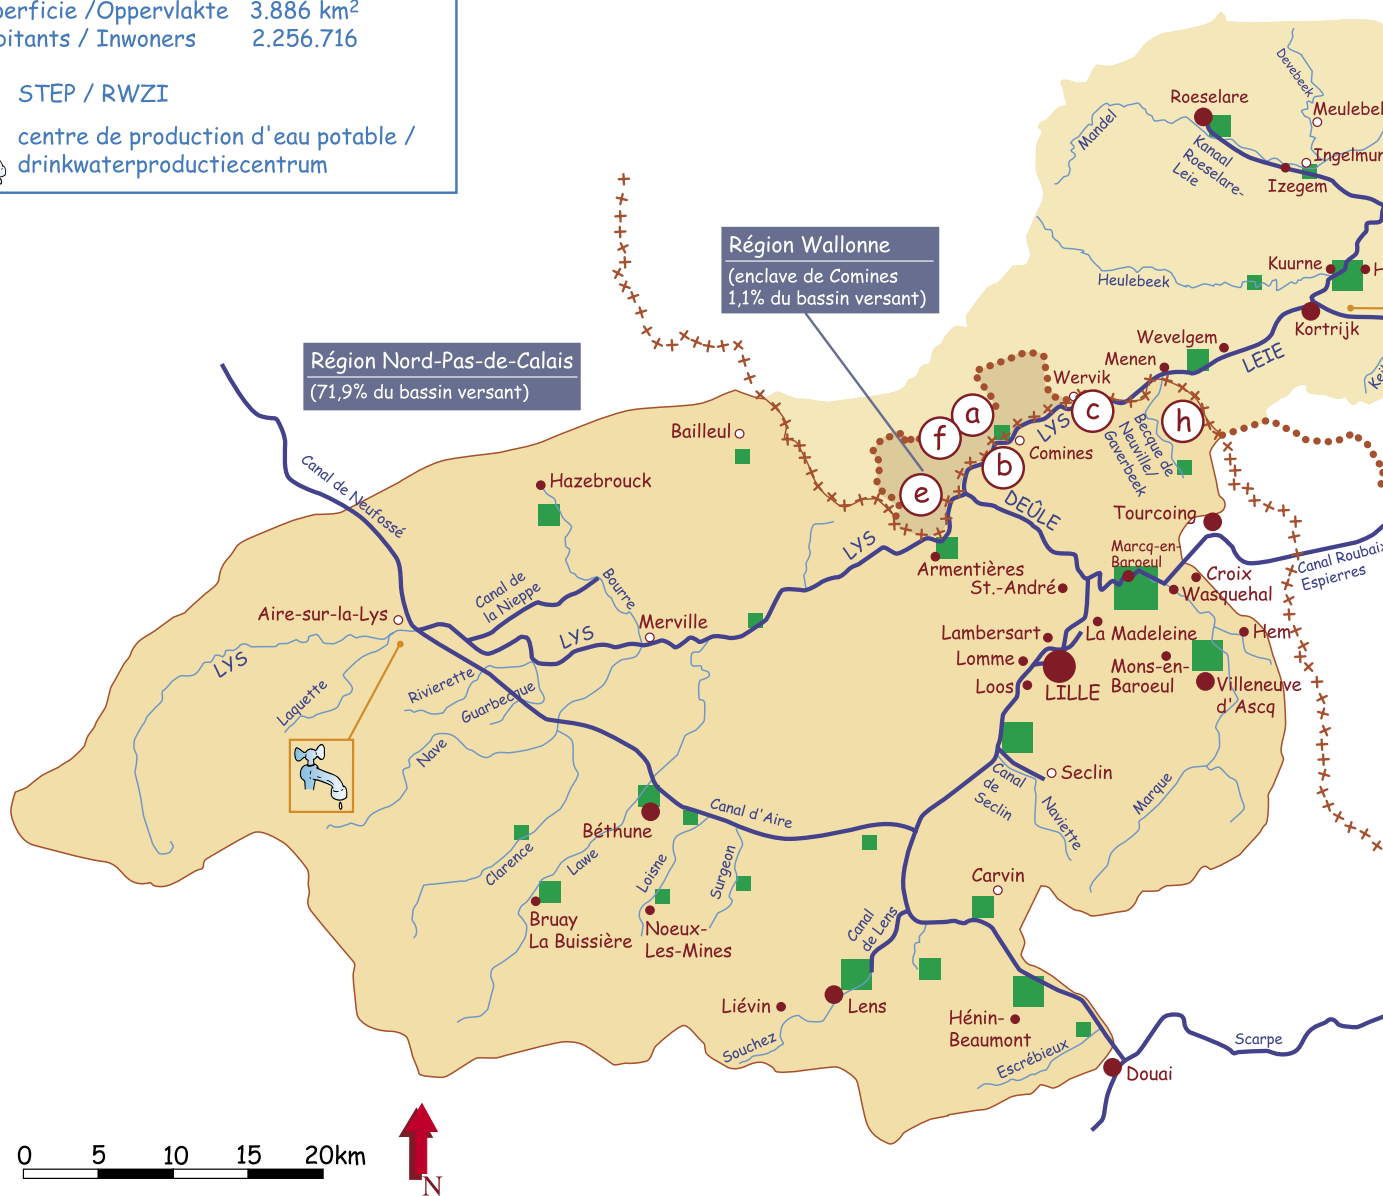 perficie /Oppervlakte 3.886 km²
bitants / Inwoners 2.256.716
STEP / RWZI
centre de production d'eau potable /
drinkwaterproductiecentrum
Région Wallonne
(enclave de Comines
1,1% du bassin versant)
Région Nord-Pas-de-Calais
(71,9% du bassin versant)
Devebeek
Roeselare
Mandel
Kanaal
Roeselare-
Leie
Izegem
Heulebeek
Kuurne
H
Kortrijk
Wevelgem
Menen
LEIE
Wervik
LYS
a
f
c
h
b
e
Comines
Becque de
Neuville/
Gaverbeek
DEÛLE
Tourcoing
Marcq-en-
Baroeul
Canal Roubaix
Espierres
Croix
Wasquehal
Hem
Bailleul
Hazebrouck
Canal de Neufossé
LYS
Armentières
St.-André
Canal de
la Nieppe
Bourre
Aire-sur-la-Lys
Merville
LYS
LYS
Lambersart
La Madeleine
Lomme
Mons-en-
Baroeul
Loos
LILLE
Villeneuve
d'Ascq
Laquette
Rivierette
Guarbecque
Nave
Seclin
Canal
de
Seclin
Naviette
Marque
Béthune
Canal d'Aire
Clarence
Lawe
Loisne
Surgeon
Carvin
Bruay
La Buissière
Noeux-
Les-Mines
Canal
de Lens
Liévin
Lens
Hénin-
Beaumont
Souchez
Escrébieux
Scarpe
Douai
0 5 10 15 20km
N